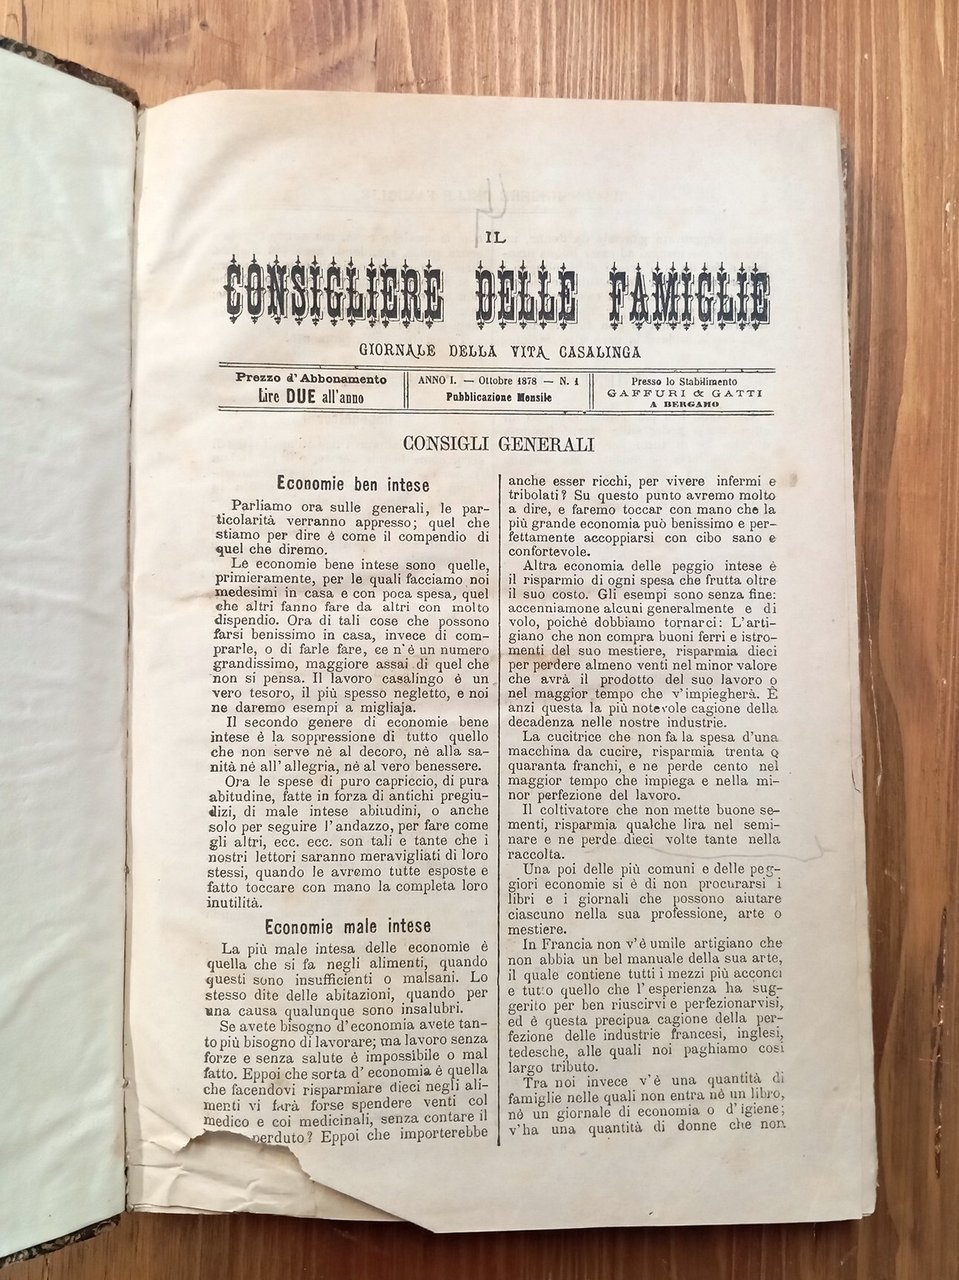 IL
CONSIGLIERE DELLE FAMIGLIE
GIORNALE DELLA VITA CASALINGA
Prezzo d'Abbonamento
Lire DUE all'anno
ANNO I. — Ottobre 1878 — N. 1
Pubblicazione Mensile
Presso lo Stabilimento
GAFFURI & GATTI
A BERGAMO
CONSIGLI GENERALI
Economie ben intese
Parliamo ora sulle generali, le par-
ticolarità verranno appresso; quel che
stiamo per dire è come il compendio di
quel che diremo.
Le economie bene intese sono quelle,
primieramente, per le quali facciamo noi
medesimi in casa e con poca spesa, quel
che altri fanno fare da altri con molto
dispendio. Ora di tali cose che possono
farsi benissimo in casa, invece di com-
prarle, o di farle fare, ce n'è un numero
grandissimo, maggiore assai di quel che
non si pensa. Il lavoro casalingo è un
vero tesoro, il più spesso negletto, e noi
ne daremo esempi a migliaja.
Il secondo genere di economie bene
intese è la soppressione di tutto quello
che non serve nè al decoro, nè alla sa-
nità nè all'allegria, nè al vero benessere.
Ora le spese di puro capriccio, di pura
abitudine, fatte in forza di antichi pregiu-
dizi, di male intese abitudini, o anche
solo per seguire l'andazzo, per fare come
gli altri, ecc. ecc. son tali e tante che i
nostri lettori saranno meravigliati di loro
stessi, quando le avremo tutte esposte e
fatto toccare con mano la completa loro
inutilità.
Economie male intese
La più male intesa delle economie è
quella che si fa negli alimenti, quando
questi sono insufficienti o malsani. Lo
stesso dite delle abitazioni, quando per
una causa qualunque sono insalubri.
Se avete bisogno d'economia avete tan-
to più bisogno di lavorare; ma lavoro senza
forze e senza salute è impossibile o mal
fatto. Eppoi che sorta d'economia è quella
che facendovi risparmiare dieci negli ali-
menti vi farà forse spendere venti col
medico e coi medicinali, senza contare il
perduto? Eppoi che importerebbe
anche esser ricchi, per vivere infermi e
tribolati? Su questo punto avremo molto
a dire, e faremo toccar con mano che la
più grande economia può benissimo e per-
fettamente accoppiarsi con cibo sano e
confortevole.
Altra economia delle peggio intese è
il risparmio di ogni spesa che frutta oltre
il suo costo. Gli esempi sono senza fine:
accenniamone alcuni generalmente e di
volo, poichè dobbiamo tornarci: L'arti-
giano che non compra buoni ferri e istro-
menti del suo mestiere, risparmia dieci
per perdere almeno venti nel minor valore
che avrà il prodotto del suo lavoro o
nel maggior tempo che v'impiegherà. È
anzi questa la più notevole cagione della
decadenza nelle nostre industrie.
La cucitrice che non fa la spesa d'una
macchina da cucire, risparmia trenta o
quaranta franchi, e ne perde cento nel
maggior tempo che impiega e nella mi-
nor perfezione del lavoro.
Il coltivatore che non mette buone se-
menti, risparmia qualche lira nel semi-
nare e ne perde dieci volte tante nella
raccolta.
Una poi delle più comuni e delle peg-
giori economie si è di non procurarsi i
libri e i giornali che possono aiutare
ciascuno nella sua professione, arte o
mestiere.
In Francia non v'è umile artigiano che
non abbia un bel manuale della sua arte,
il quale contiene tutti i mezzi più acconci
e tutto quello che l'esperienza ha sug-
gerito per ben riuscirvi e perfezionarvisi,
ed è questa precipua cagione della per-
fezione delle industrie francesi, inglesi,
tedesche, alle quali noi paghiamo così
largo tributo.
Tra noi invece v'è una quantità di
famiglie nelle quali non entra nè un libro,
nè un giornale di economia o d'igiene;
v'ha una quantità di donne che non